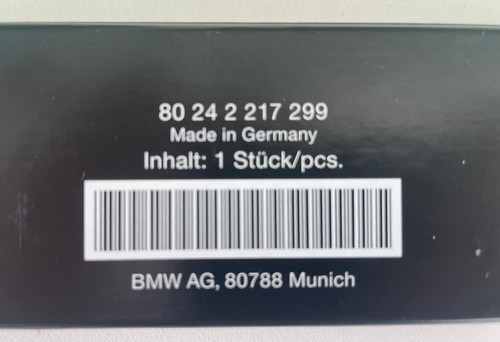 80 24 2 217 299
Made in Germany
Inhalt: 1 Stück/pcs.
BMW AG, 80788 Munich